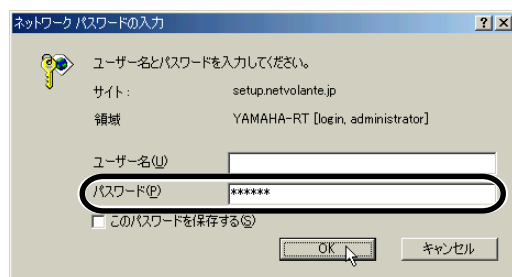 ネットワーク パスワードの入力
ユーザー名とパスワードを入力してください。
サイト: setup.netvolante.jp
領域 YAMAHA-RT [login, administrator]
ユーザー名(U)
パスワード(P) ******
このパスワードを保存する(S)
OK キャンセル